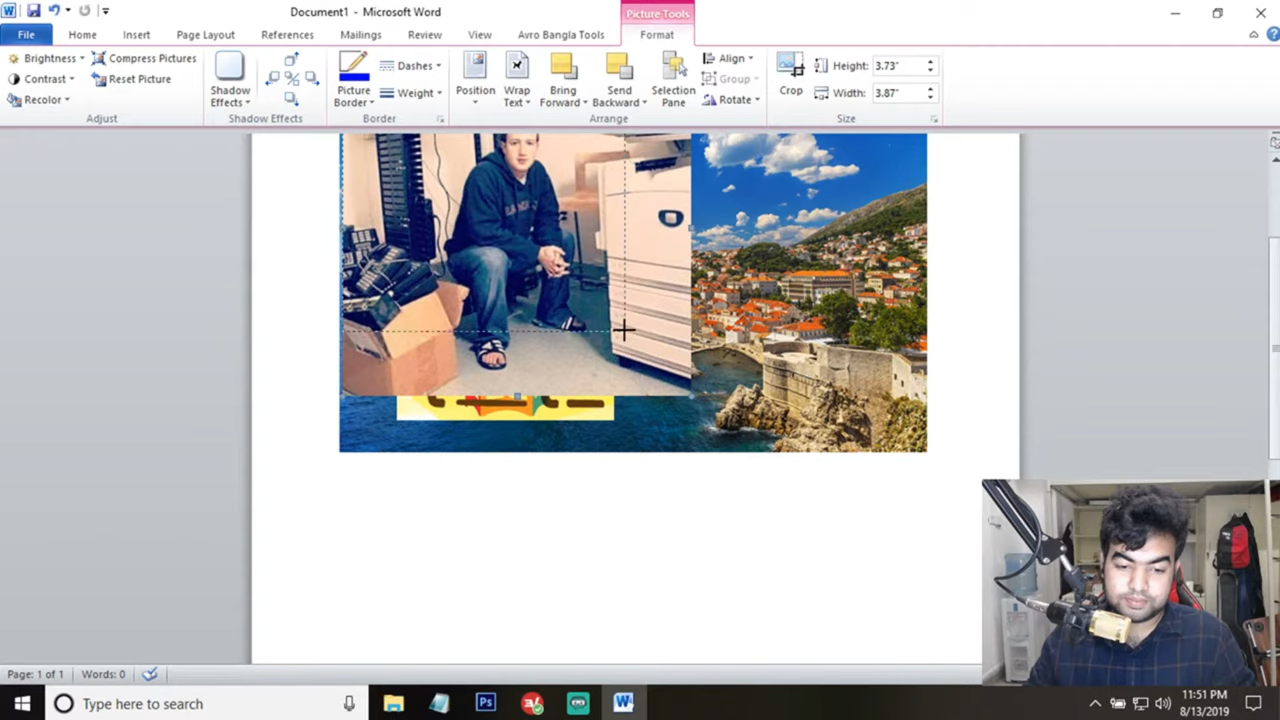 Document1 - Microsoft Word
Picture Tools
File
Home
Insert
Page Layout
References
Mailings
Review
View
Avro Bangla Tools
Format
Brightness
Contrast
Recolor
Compress Pictures
Reset Picture
Adjust
Shadow
Effects
Shadow Effects
Picture
Border
Dashes
Weight
Border
Position
Wrap
Text
Bring
Forward
Send
Backward
Selection
Pane
Align
Group
Rotate
Arrange
Crop
Height:
3.73"
Width:
3.87"
Size
Page: 1 of 1
Words: 0
Type here to search
Ps
W
11:51 PM
8/13/2019